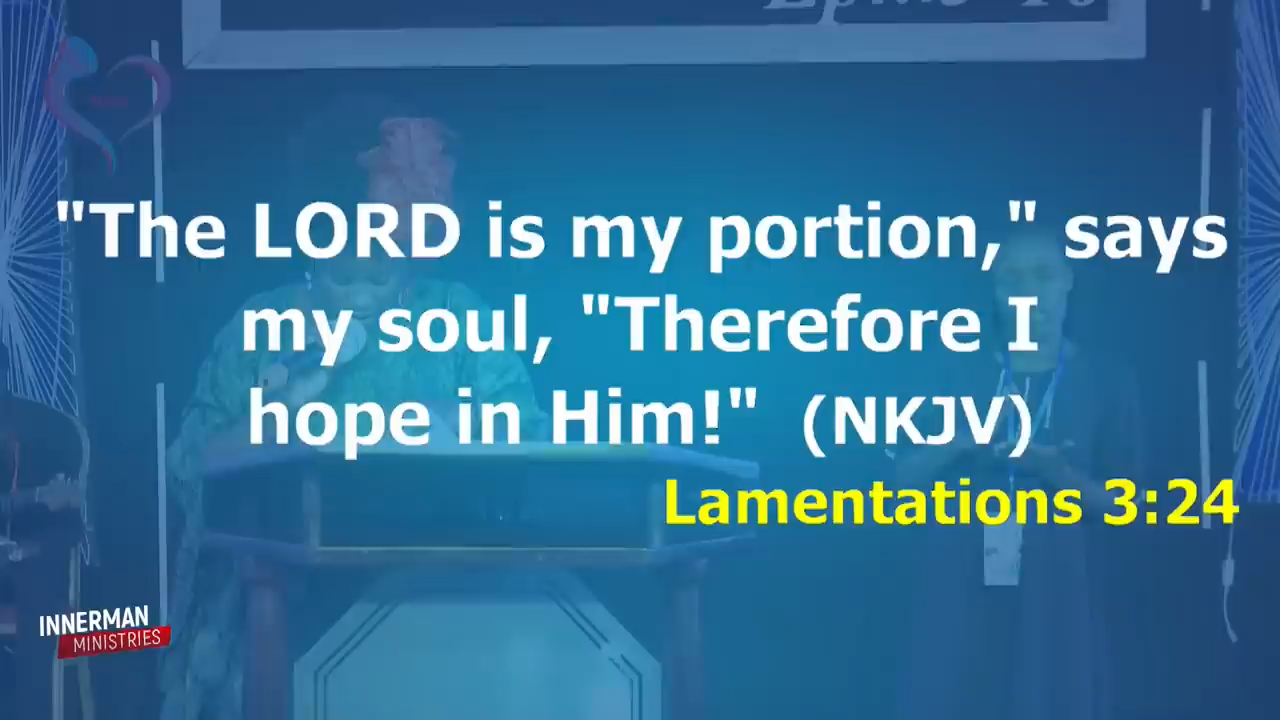 "The LORD is my portion," says
my soul, "Therefore I
hope in Him!" (NKJV)
Lamentations 3:24
INNERMAN
MINISTRIES